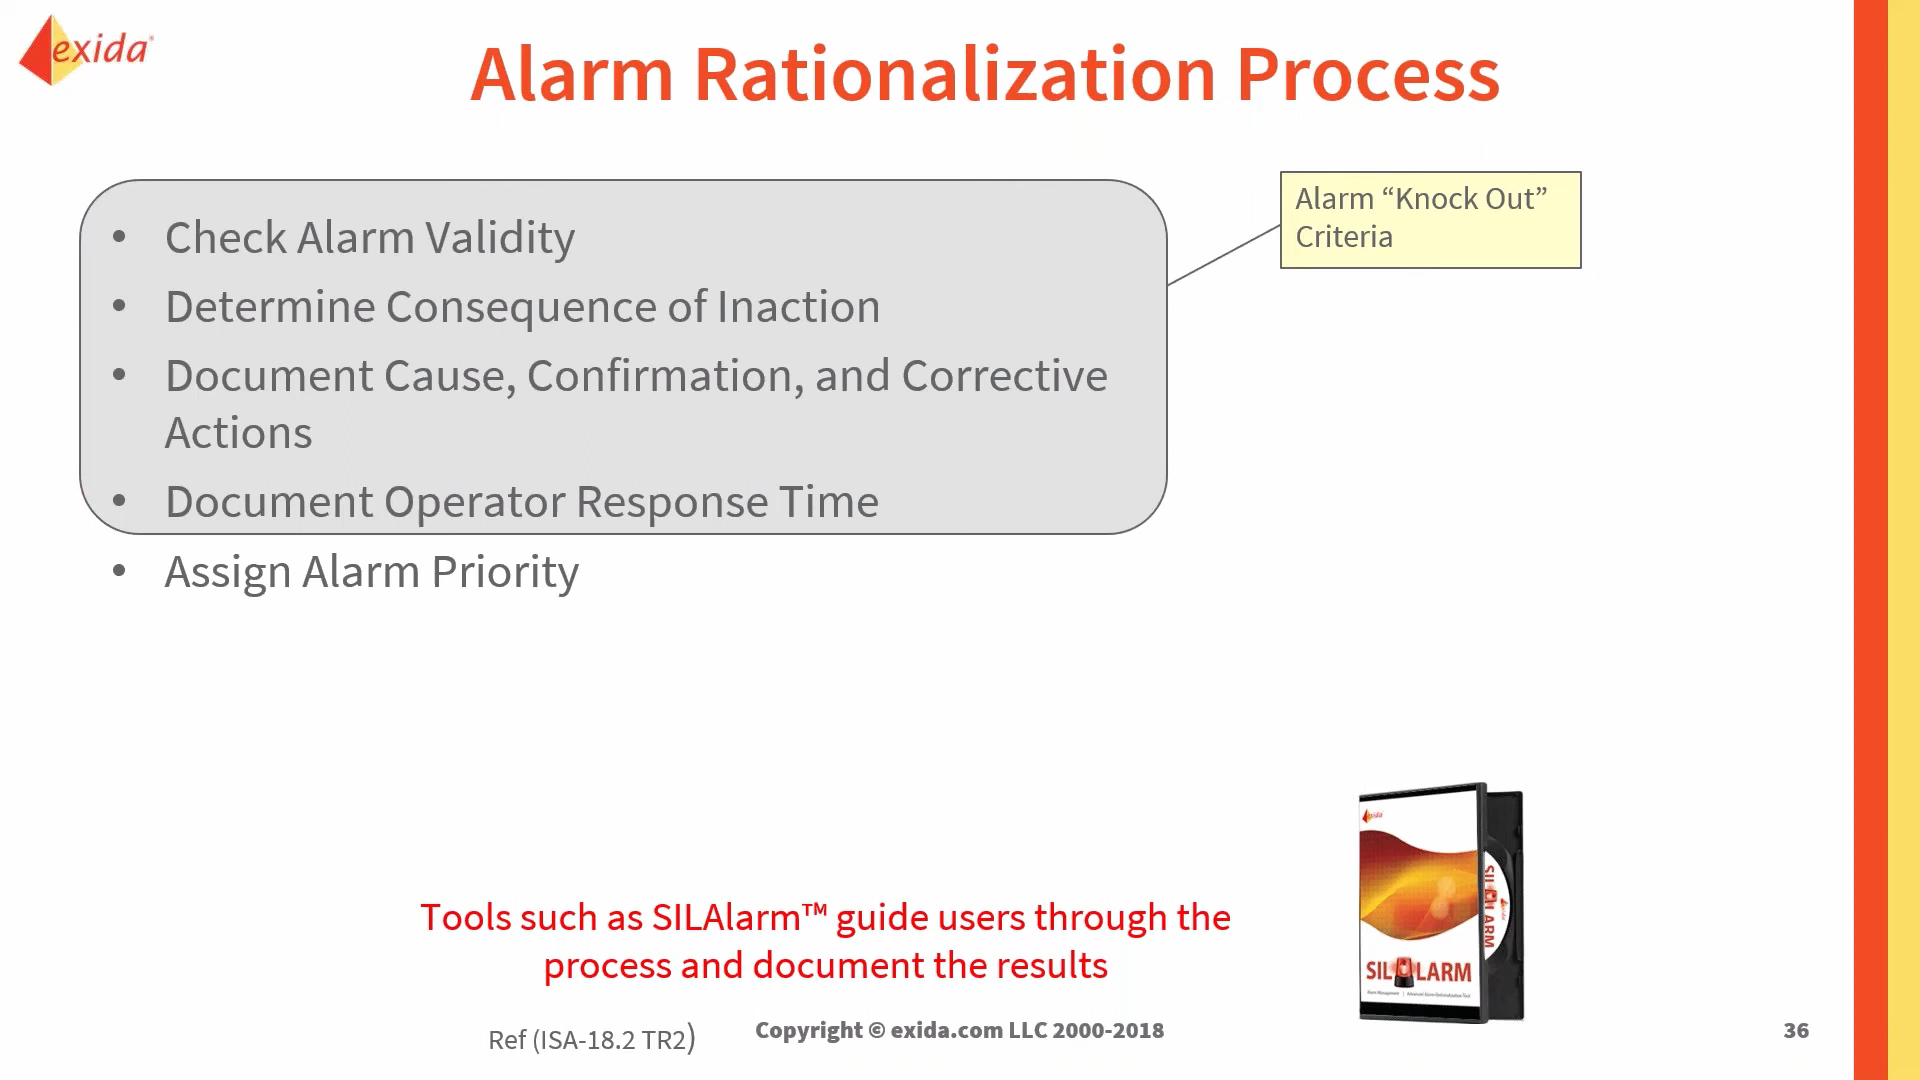 exida
Alarm Rationalization Process
• Check Alarm Validity
• Determine Consequence of Inaction
• Document Cause, Confirmation, and Corrective
Actions
• Document Operator Response Time
• Assign Alarm Priority
Alarm “Knock Out”
Criteria
Tools such as SILAlarm™ guide users through the
process and document the results
exida
SILALARM
SILALARM
Ref (ISA-18.2 TR2)
Copyright © exida.com LLC 2000-2018
36